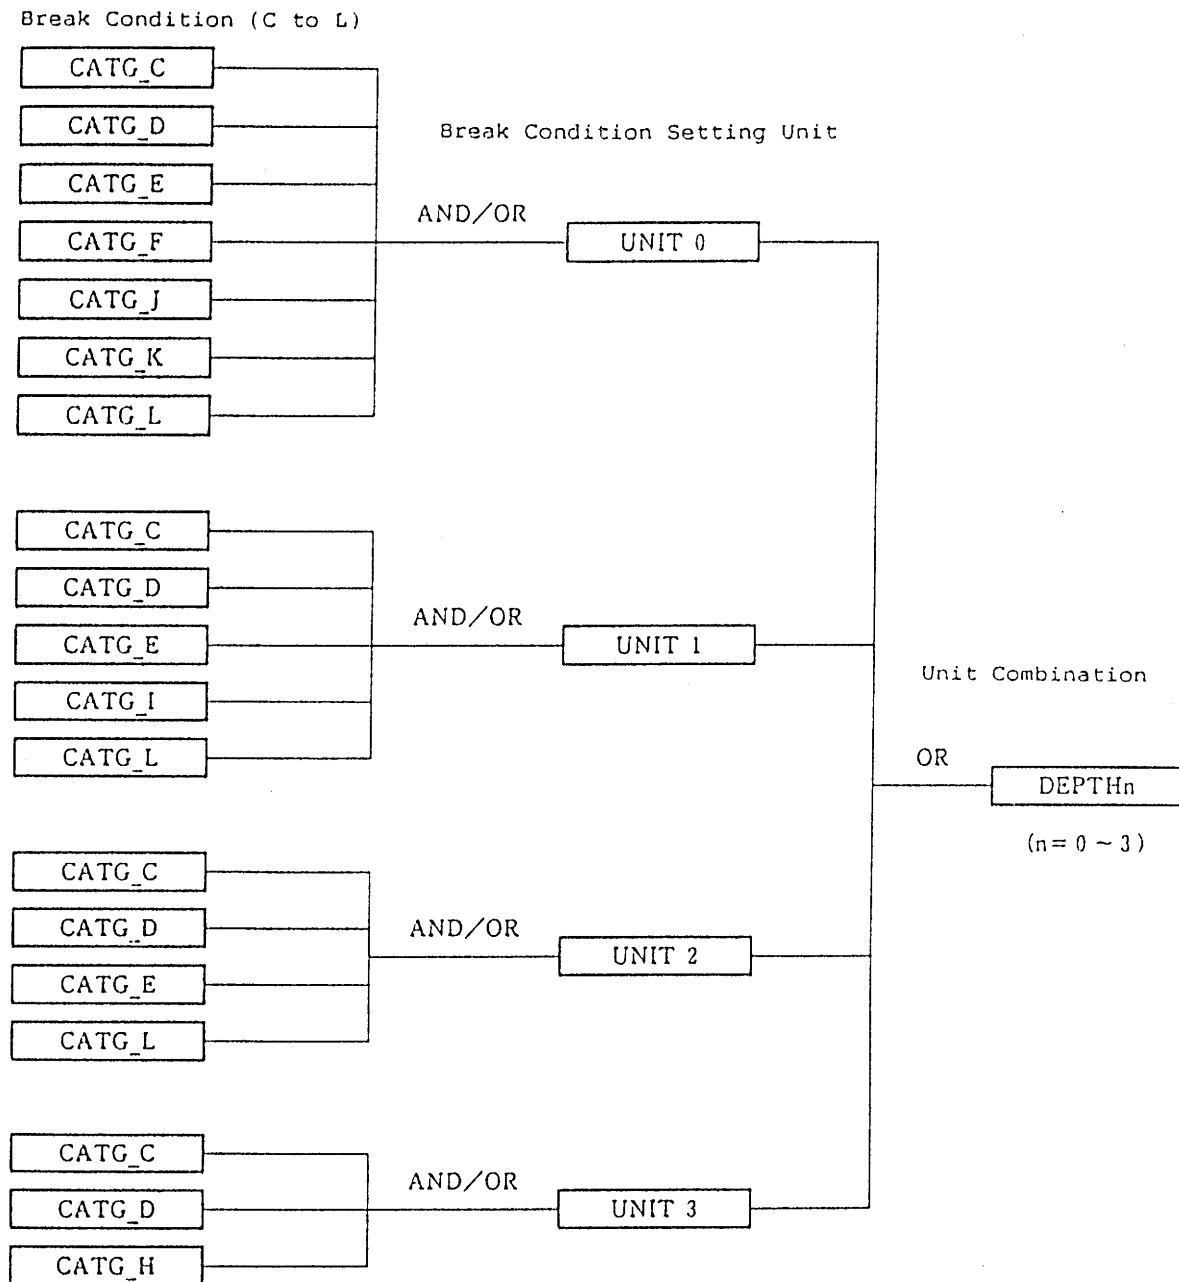 Break Condition (C to L)
CATG_C
CATG_D
Break Condition Setting Unit
CATG_E
AND/OR
CATG_F
UNIT 0
CATG_J
CATG_K
CATG_L
CATG_C
CATG_D
AND/OR
CATG_E
UNIT 1
CATG_I
CATG_L
Unit Combination
OR
DEPTHn
(n= 0 ~ 3)
CATG_C
CATG_D
AND/OR
UNIT 2
CATG_E
CATG_L
CATG_C
AND/OR
CATG_D
UNIT 3
CATG_H